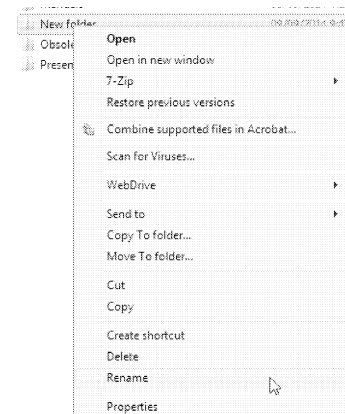 New folder
Obsole
Presen
Open
Open in new window
7-Zip
Restore previous versions
Combine supported files in Acrobat...
Scan for Viruses...
WebDrive
Send to
Copy To folder...
Move To folder...
Cut
Copy
Create shortcut
Delete
Rename
Properties